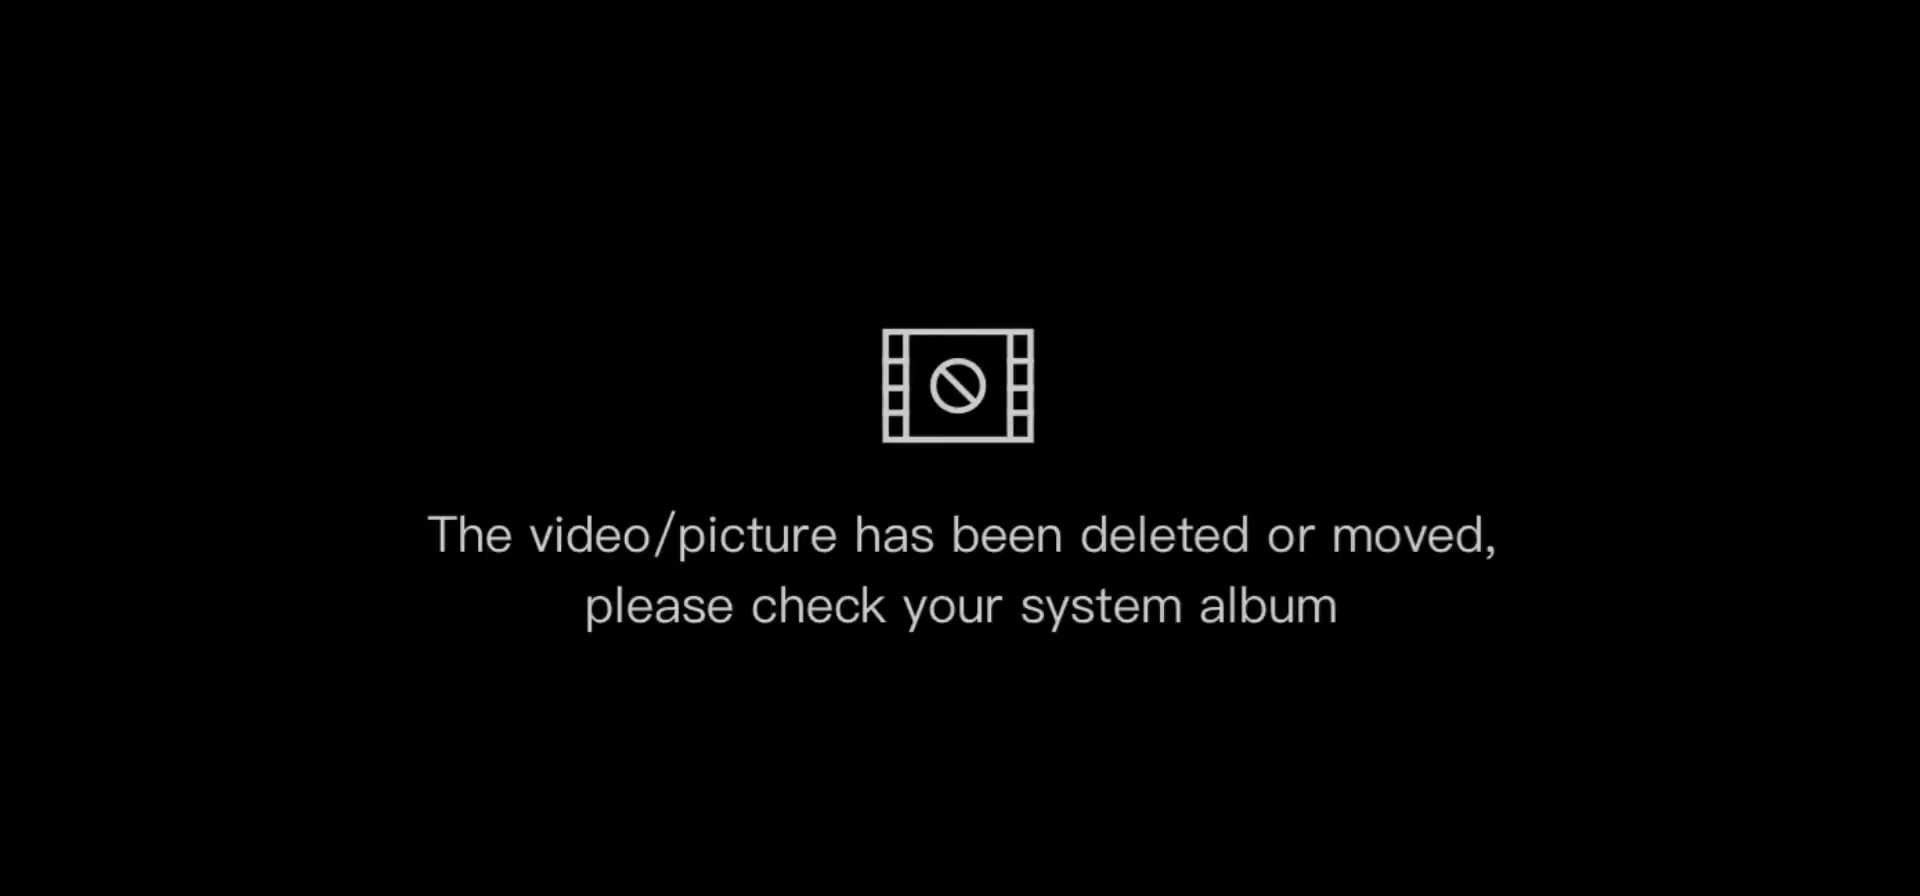 The video/picture has been deleted or moved,
please check your system album